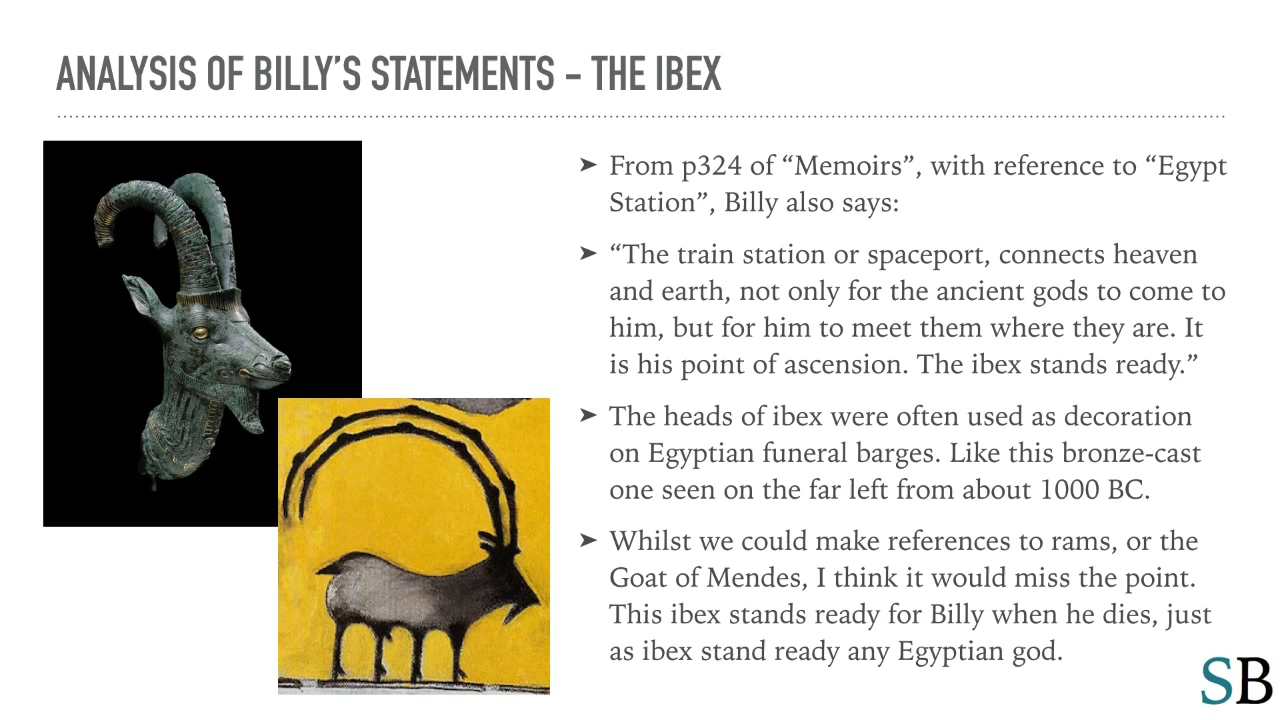 ANALYSIS OF BILLY’S STATEMENTS – THE IBEX
➤ From p324 of “Memoirs”, with reference to “Egypt
Station”, Billy also says:
➤ “The train station or spaceport, connects heaven
and earth, not only for the ancient gods to come to
him, but for him to meet them where they are. It
is his point of ascension. The ibex stands ready.”
➤ The heads of ibex were often used as decoration
on Egyptian funeral barges. Like this bronze-cast
one seen on the far left from about 1000 BC.
➤ Whilst we could make references to rams, or the
Goat of Mendes, I think it would miss the point.
This ibex stands ready for Billy when he dies, just
as ibex stand ready any Egyptian god.
SB